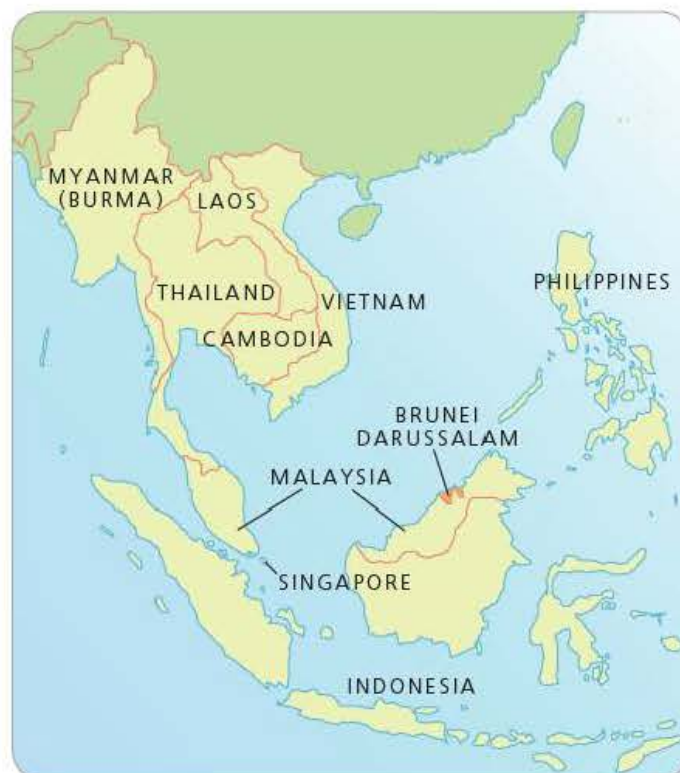 MYANMAR
(BURMA)
LAOS
THAILAND
VIETNAM
CAMBODIA
PHILIPPINES
BRUNEI
DARUSSALAM
MALAYSIA
SINGAPORE
INDONESIA